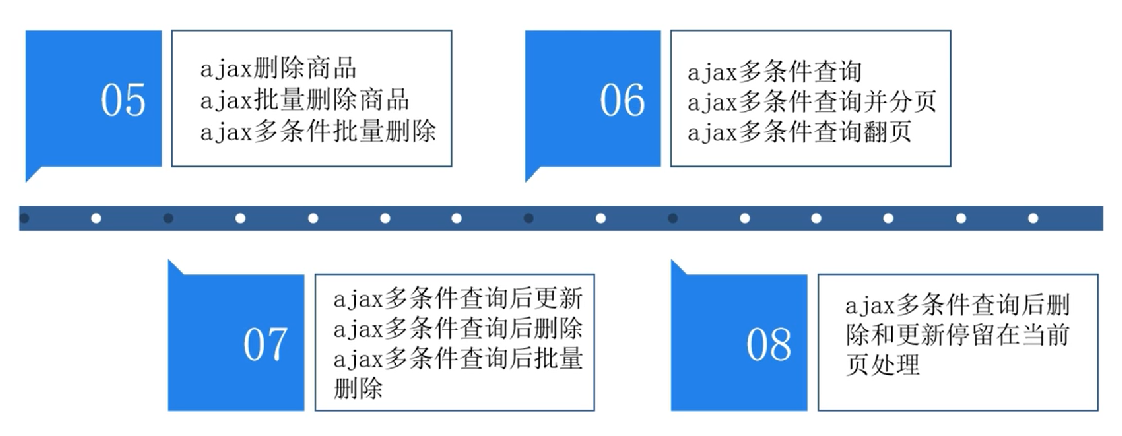 05
ajax删除商品
ajax批量删除商品
ajax多条件批量删除
06
ajax多条件查询
ajax多条件查询并分页
ajax多条件查询翻页
07
ajax多条件查询后更新
ajax多条件查询后删除
ajax多条件查询后批量
删除
08
ajax多条件查询后删
除和更新停留在当前
页处理